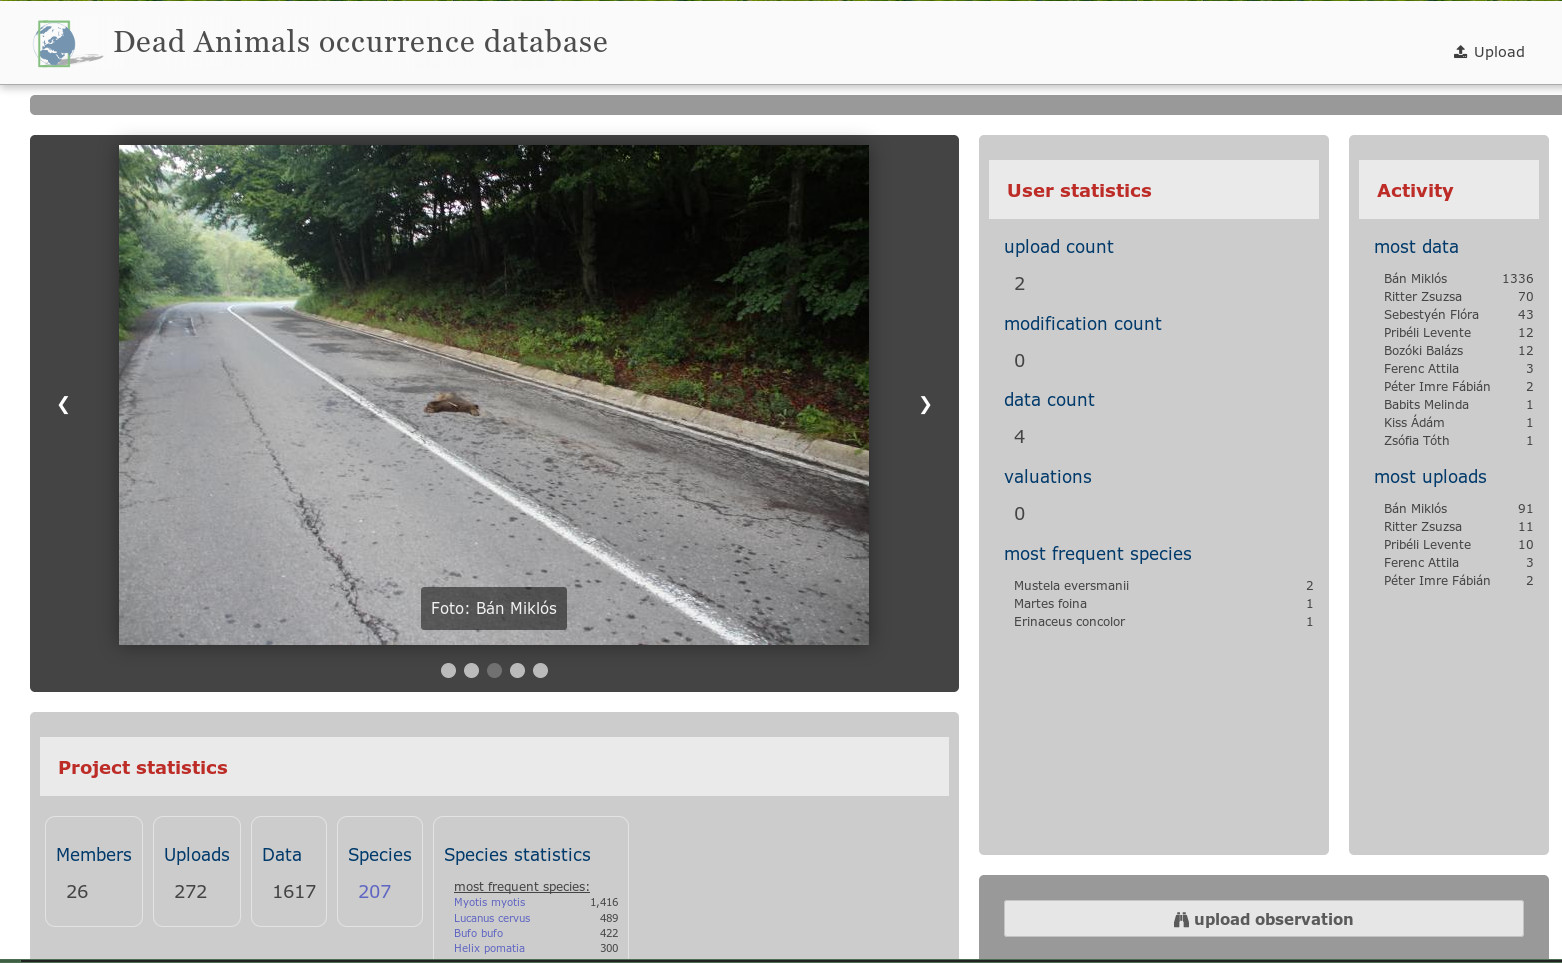 Dead Animals occurrence database
Upload
❮
❯
Foto: Bán Miklós
User statistics
upload count
2
modification count
0
data count
4
valuations
0
most frequent species
Mustela eversmanii 2
Martes foina 1
Erinaceus concolor 1
Activity
most data
Bán Miklós 1336
Ritter Zsuzsa 70
Sebestyén Flóra 43
Pribéli Levente 12
Bozóki Balázs 12
Ferenc Attila 3
Péter Imre Fábián 2
Babits Melinda 1
Kiss Ádám 1
Zsófia Tóth 1
most uploads
Bán Miklós 91
Ritter Zsuzsa 11
Pribéli Levente 10
Ferenc Attila 3
Péter Imre Fábián 2
Project statistics
Members
26
Uploads
272
Data
1617
Species
207
Species statistics
most frequent species:
Myotis myotis 1,416
Lucanus cervus 489
Bufo bufo 422
Helix pomatia 300
upload observation